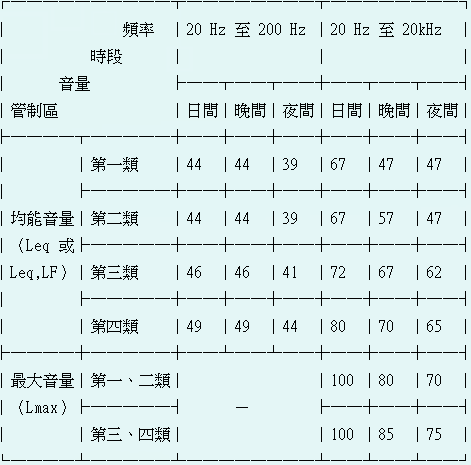 頻率 20 Hz 至 200 Hz 20 Hz 至 20kHz
時段
音量
管制區 日間 晚間 夜間 日間 晚間 夜間
第一類 44 44 39 67 47 47
均能音量 第二類 44 44 39 67 57 47
（Leq 或
Leq,LF） 第三類 46 46 41 72 67 62
第四類 49 49 44 80 70 65
最大音量 第一、二類 100 80 70
（Lmax） －
第三、四類 100 85 75